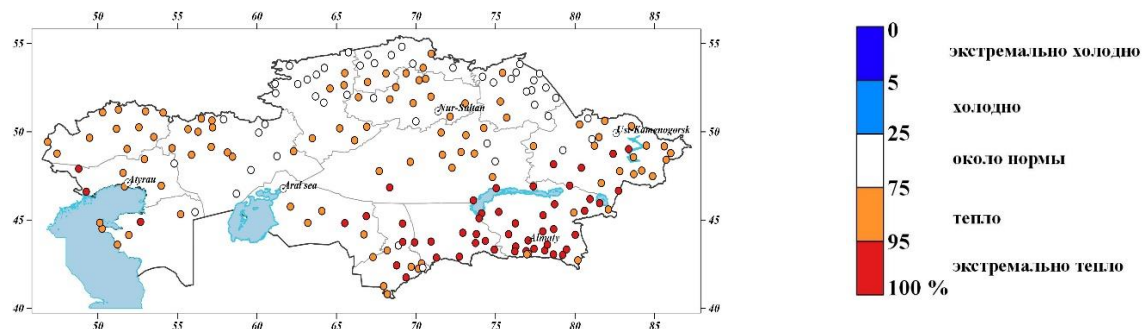 50 55 60 65 70 75 80 85
55 55
50 50
45 45
40 40
50 55 60 65 70 75 80 85
Nur-Sultan
Ust Kamenogorsk
Atyrau
Aral sea
Almaty
0
экстремально холодно
5
холодно
25
около нормы
75
тепло
95
экстремально тепло
100 %